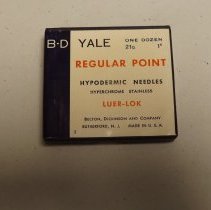 B-D YALE ONE DOZEN
21G. 1"
REGULAR POINT
HYPODERMIC NEEDLES
HYPERCHROME STAINLESS
LUER-LOK
BECTON, DICKINSON AND COMPANY
RUTHERFORD, N. J. MADE IN U. S. A.